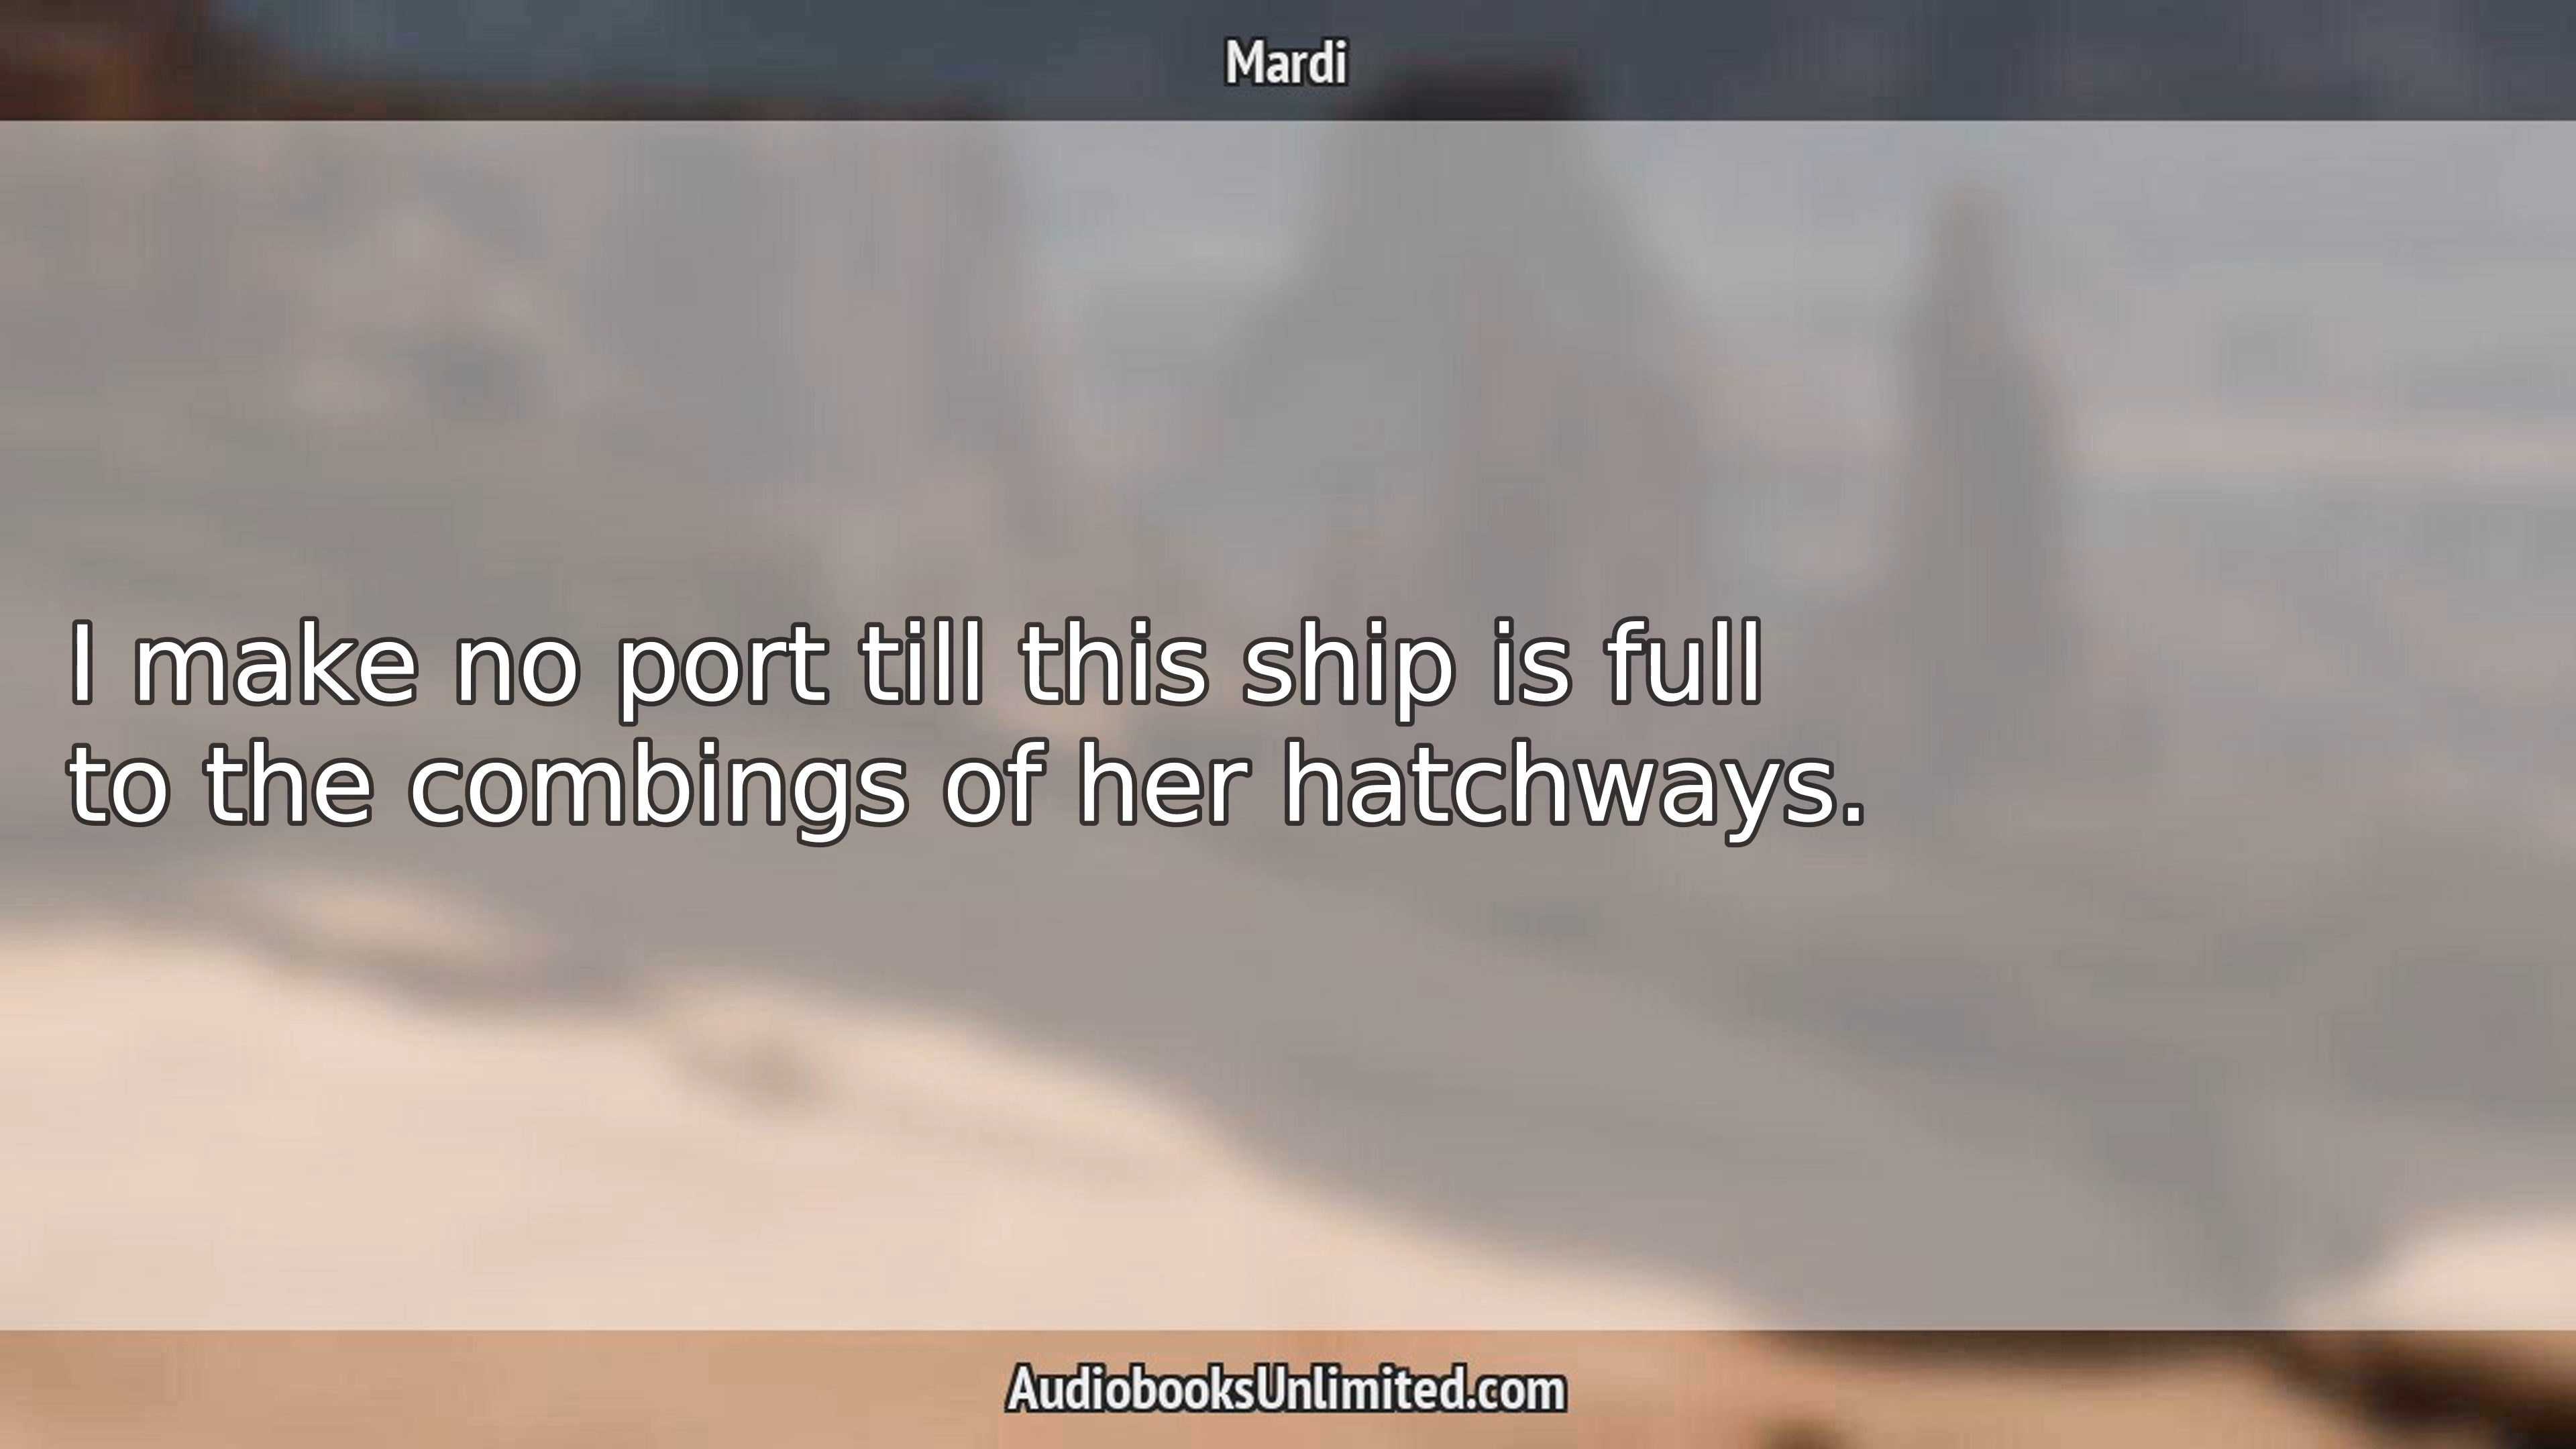 Mardi
I make no port till this ship is full
to the combings of her hatchways.
AudiobooksUnlimited.com